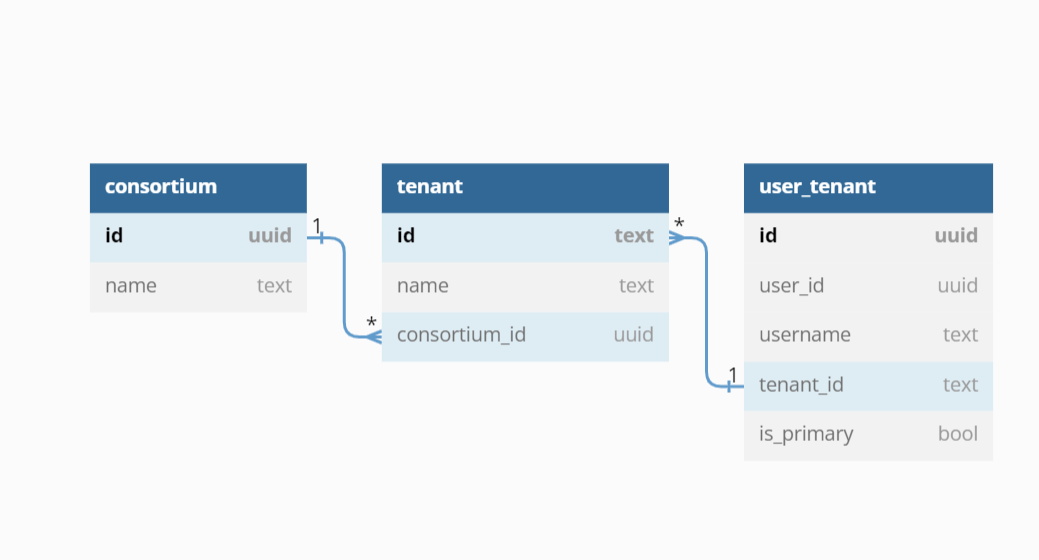 consortium
id uuid
name text
1
*
tenant
id text
name text
consortium_id uuid
*
1
user_tenant
id uuid
user_id uuid
username text
tenant_id text
is_primary bool